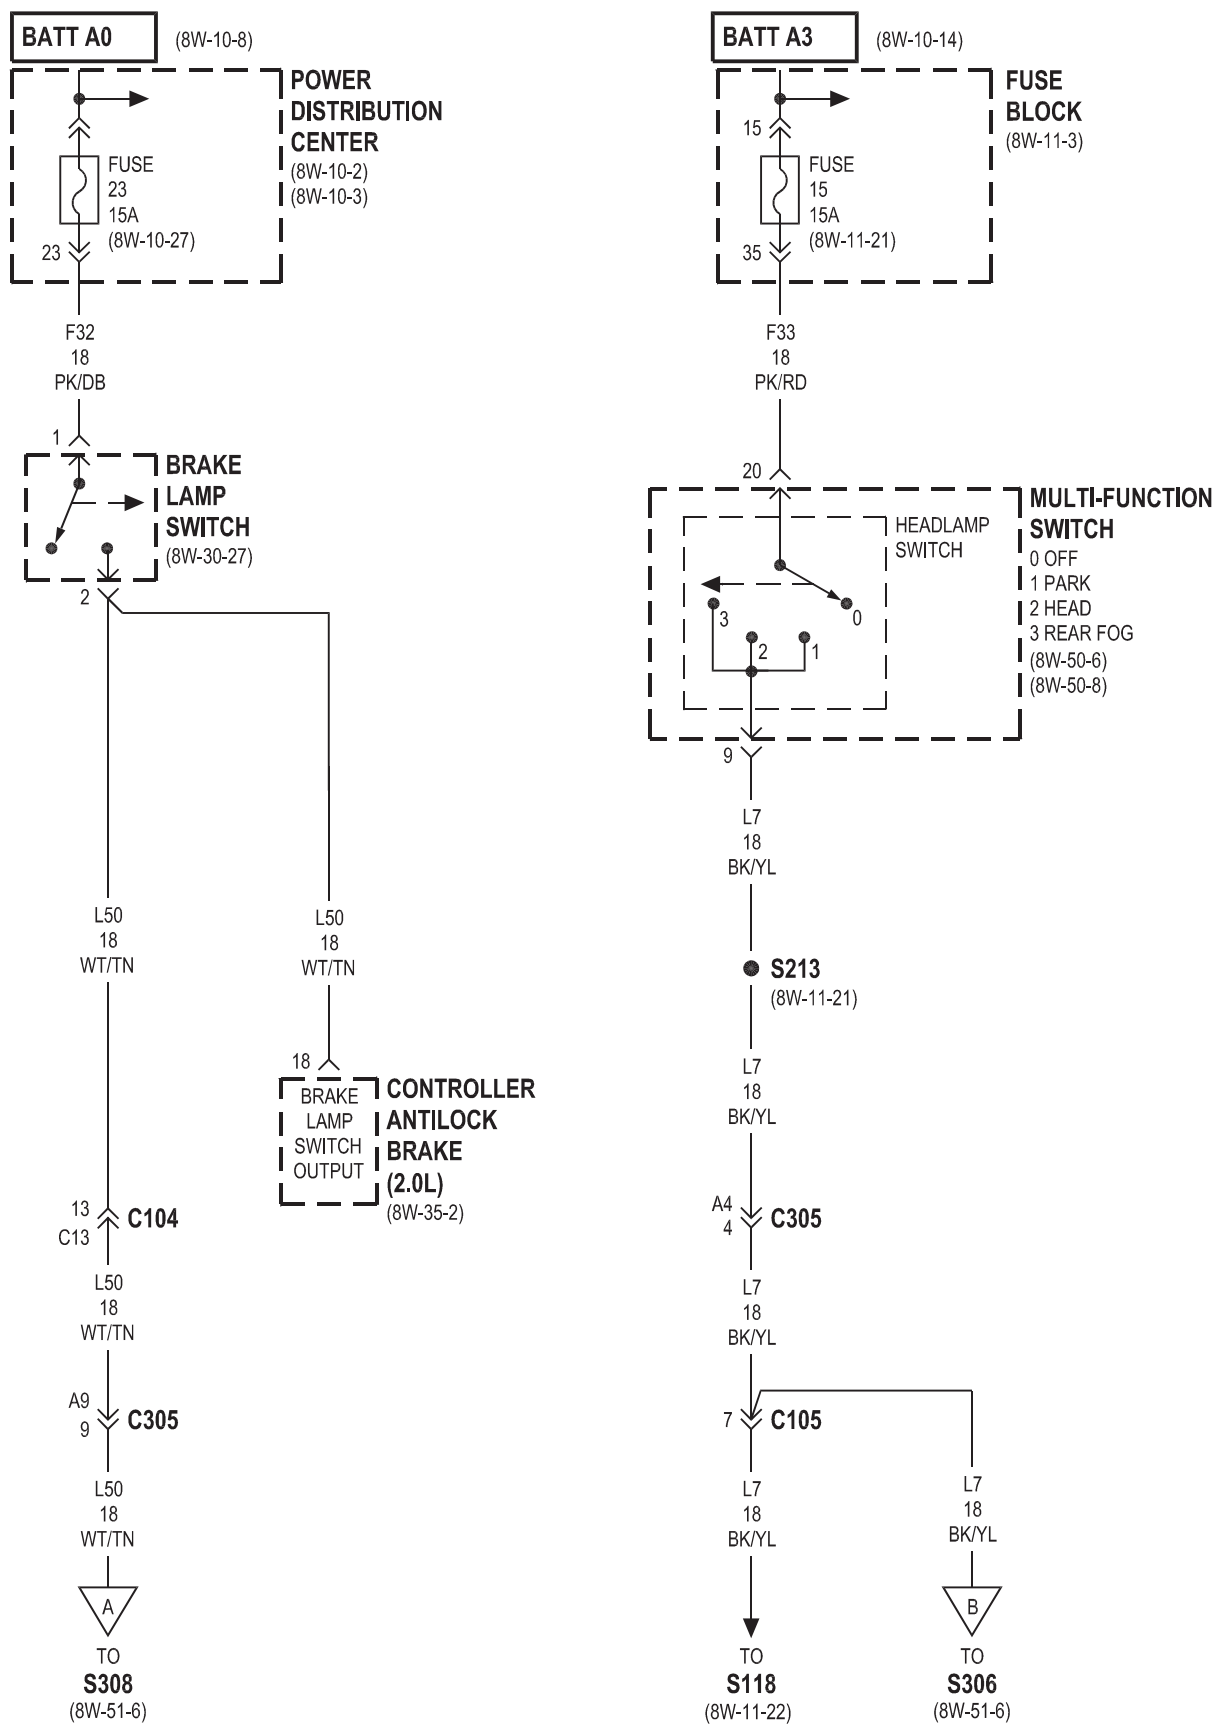 BATT A0
(8W-10-8)
POWER
DISTRIBUTION
CENTER
(8W-10-2)
(8W-10-3)
FUSE
23
15A
(8W-10-27)
23
F32
18
PK/DB
1
BRAKE
LAMP
SWITCH
(8W-30-27)
2
L50
18
WT/TN
L50
18
WT/TN
18
BRAKE
LAMP
SWITCH
OUTPUT
CONTROLLER
ANTILOCK
BRAKE
(2.0L)
(8W-35-2)
13
C13
C104
L50
18
WT/TN
A9
9
C305
L50
18
WT/TN
A
TO
S308
(8W-51-6)
BATT A3
(8W-10-14)
FUSE
BLOCK
(8W-11-3)
15
FUSE
15
15A
(8W-11-21)
35
F33
18
PK/RD
20
HEADLAMP
SWITCH
MULTI-FUNCTION
SWITCH
0 OFF
1 PARK
2 HEAD
3 REAR FOG
(8W-50-6)
(8W-50-8)
3
0
2
1
9
L7
18
BK/YL
S213
(8W-11-21)
L7
18
BK/YL
A4
4
C305
L7
18
BK/YL
7
C105
L7
18
BK/YL
L7
18
BK/YL
B
TO
S118
(8W-11-22)
TO
S306
(8W-51-6)